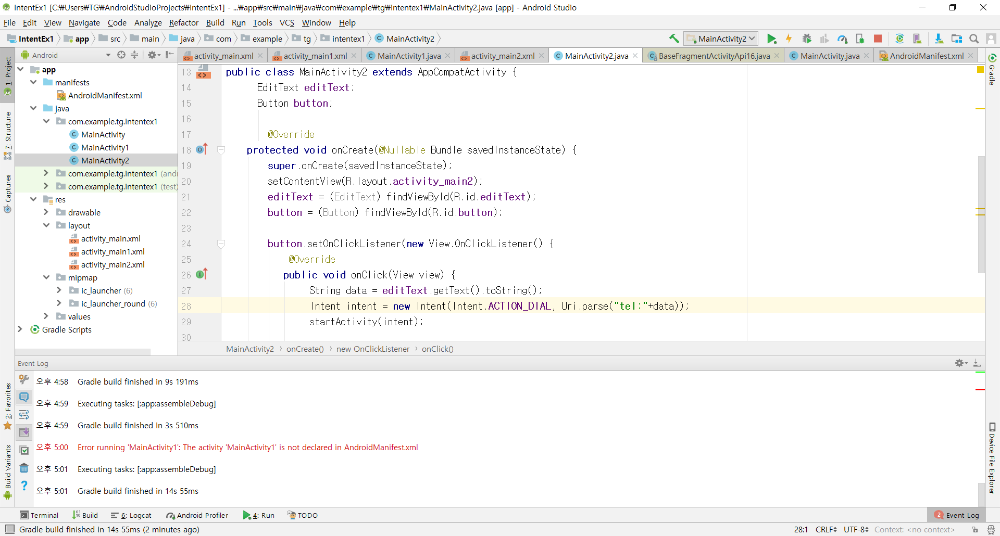 IntentEx1 [C:₩Users₩TG₩AndroidStudioProjects₩IntentEx1] - ...₩app₩src₩main₩java₩com₩example₩tg₩intentex1₩MainActivity2.java [app] - Android Studio
File Edit View Navigate Code Analyze Refactor Build Run Tools VCS Window Help
IntentEx1 app src main java com example tg intentex1 MainActivity2 MainActivity2
Android activity_main.xml activity_main1.xml MainActivity1.java activity_main2.xml MainActivity2.java BaseFragmentActivityApi16.java MainActivity.java AndroidManifest.xml
1: Project
7: Structure
Captures
2: Favorites
Build Variants
app
manifests
AndroidManifest.xml
java
com.example.tg.intentex1
MainActivity
MainActivity1
MainActivity2
com.example.tg.intentex1 (andr
com.example.tg.intentex1 (test)
res
drawable
layout
activity_main.xml
activity_main1.xml
activity_main2.xml
mipmap
ic_launcher (6)
ic_launcher_round (6)
values
Gradle Scripts
13 public class MainActivity2 extends AppCompatActivity {
14 EditText editText;
15 Button button;
16
17 @Override
18 protected void onCreate(@Nullable Bundle savedInstanceState) {
19 super.onCreate(savedInstanceState);
20 setContentView(R.layout.activity_main2);
21 editText = (EditText) findViewById(R.id.editText);
22 button = (Button) findViewById(R.id.button);
23
24 button.setOnClickListener(new View.OnClickListener() {
25 @Override
26 public void onClick(View view) {
27 String data = editText.getText().toString();
28 Intent intent = new Intent(Intent.ACTION_DIAL, Uri.parse("tel:"+data));
29 startActivity(intent);
30
MainActivity2 › onCreate() › new OnClickListener › onClick()
Gradle
Device File Explorer
Event Log
오후 4:58 Gradle build finished in 9s 191ms
오후 4:59 Executing tasks: [:app:assembleDebug]
오후 4:59 Gradle build finished in 3s 510ms
오후 5:00 Error running 'MainActivity1': The activity 'MainActivity1' is not declared in AndroidManifest.xml
오후 5:01 Executing tasks: [:app:assembleDebug]
오후 5:01 Gradle build finished in 14s 55ms
Terminal Build 6: Logcat Android Profiler 4: Run TODO 2 Event Log
Gradle build finished in 14s 55ms (2 minutes ago) 28:1 CRLF UTF-8 Context: <no context>